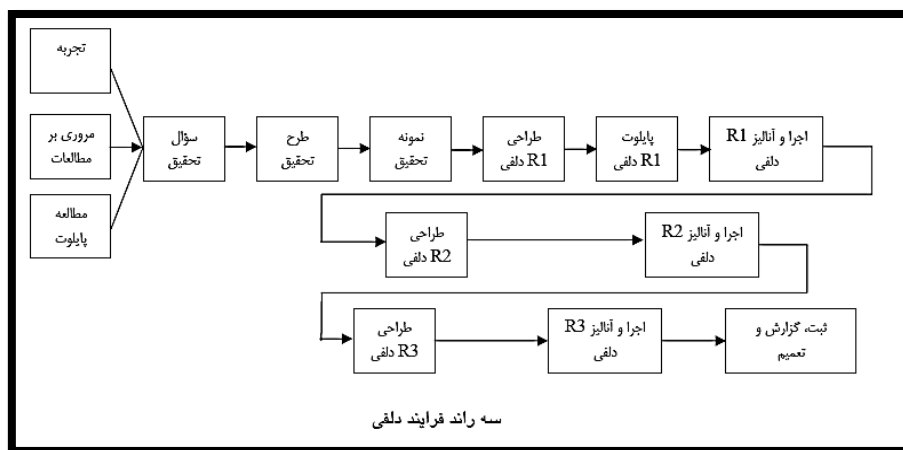 تجربه
مروری بر
مطالعات
مطالعه
پایلوت
سؤال
تحقیق
طرح
تحقیق
نمونه
تحقیق
طراحی
R1 دلفی
پایلوت
R1 دلفی
اجرا و آنالیز R1
دلفی
طراحی
R2 دلفی
اجرا و آنالیز R2
دلفی
طراحی
R3 دلفی
اجرا و آنالیز R3
دلفی
ثبت، گزارش و
تعمیم
سه راند فرایند دلفی